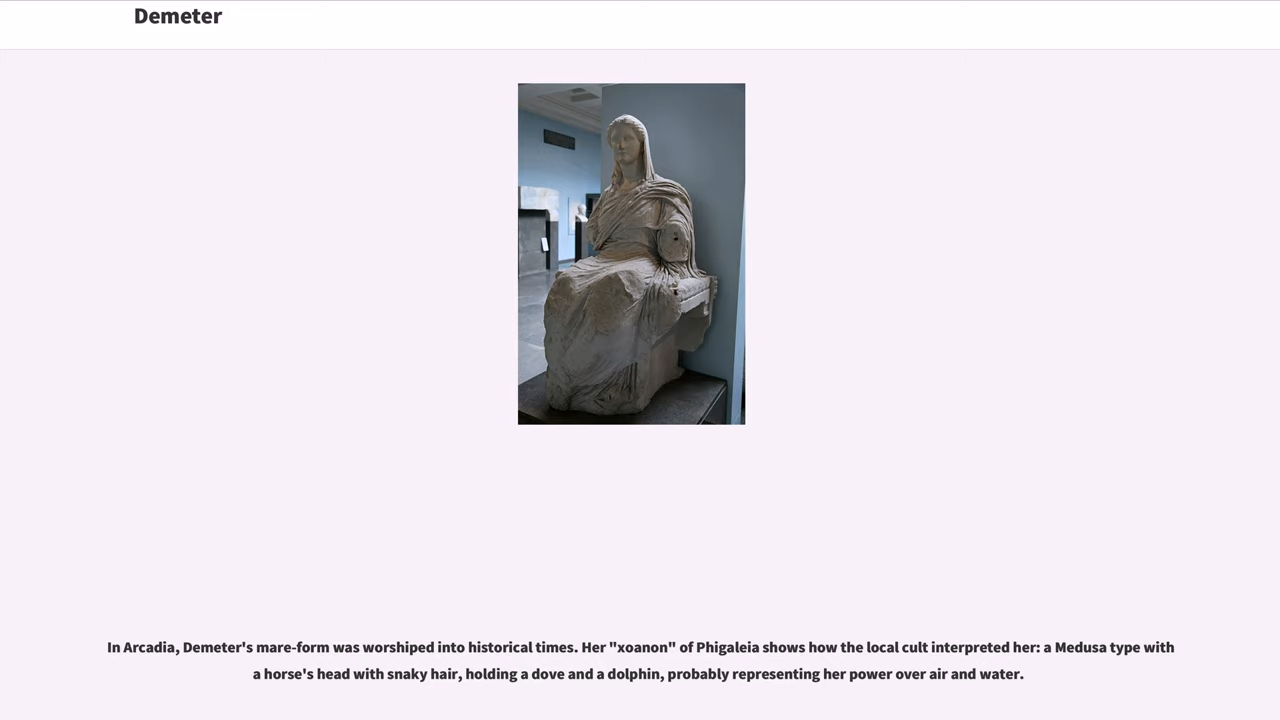 Demeter
In Arcadia, Demeter's mare-form was worshiped into historical times. Her "xoanon" of Phigaleia shows how the local cult interpreted her: a Medusa type with
a horse's head with snaky hair, holding a dove and a dolphin, probably representing her power over air and water.